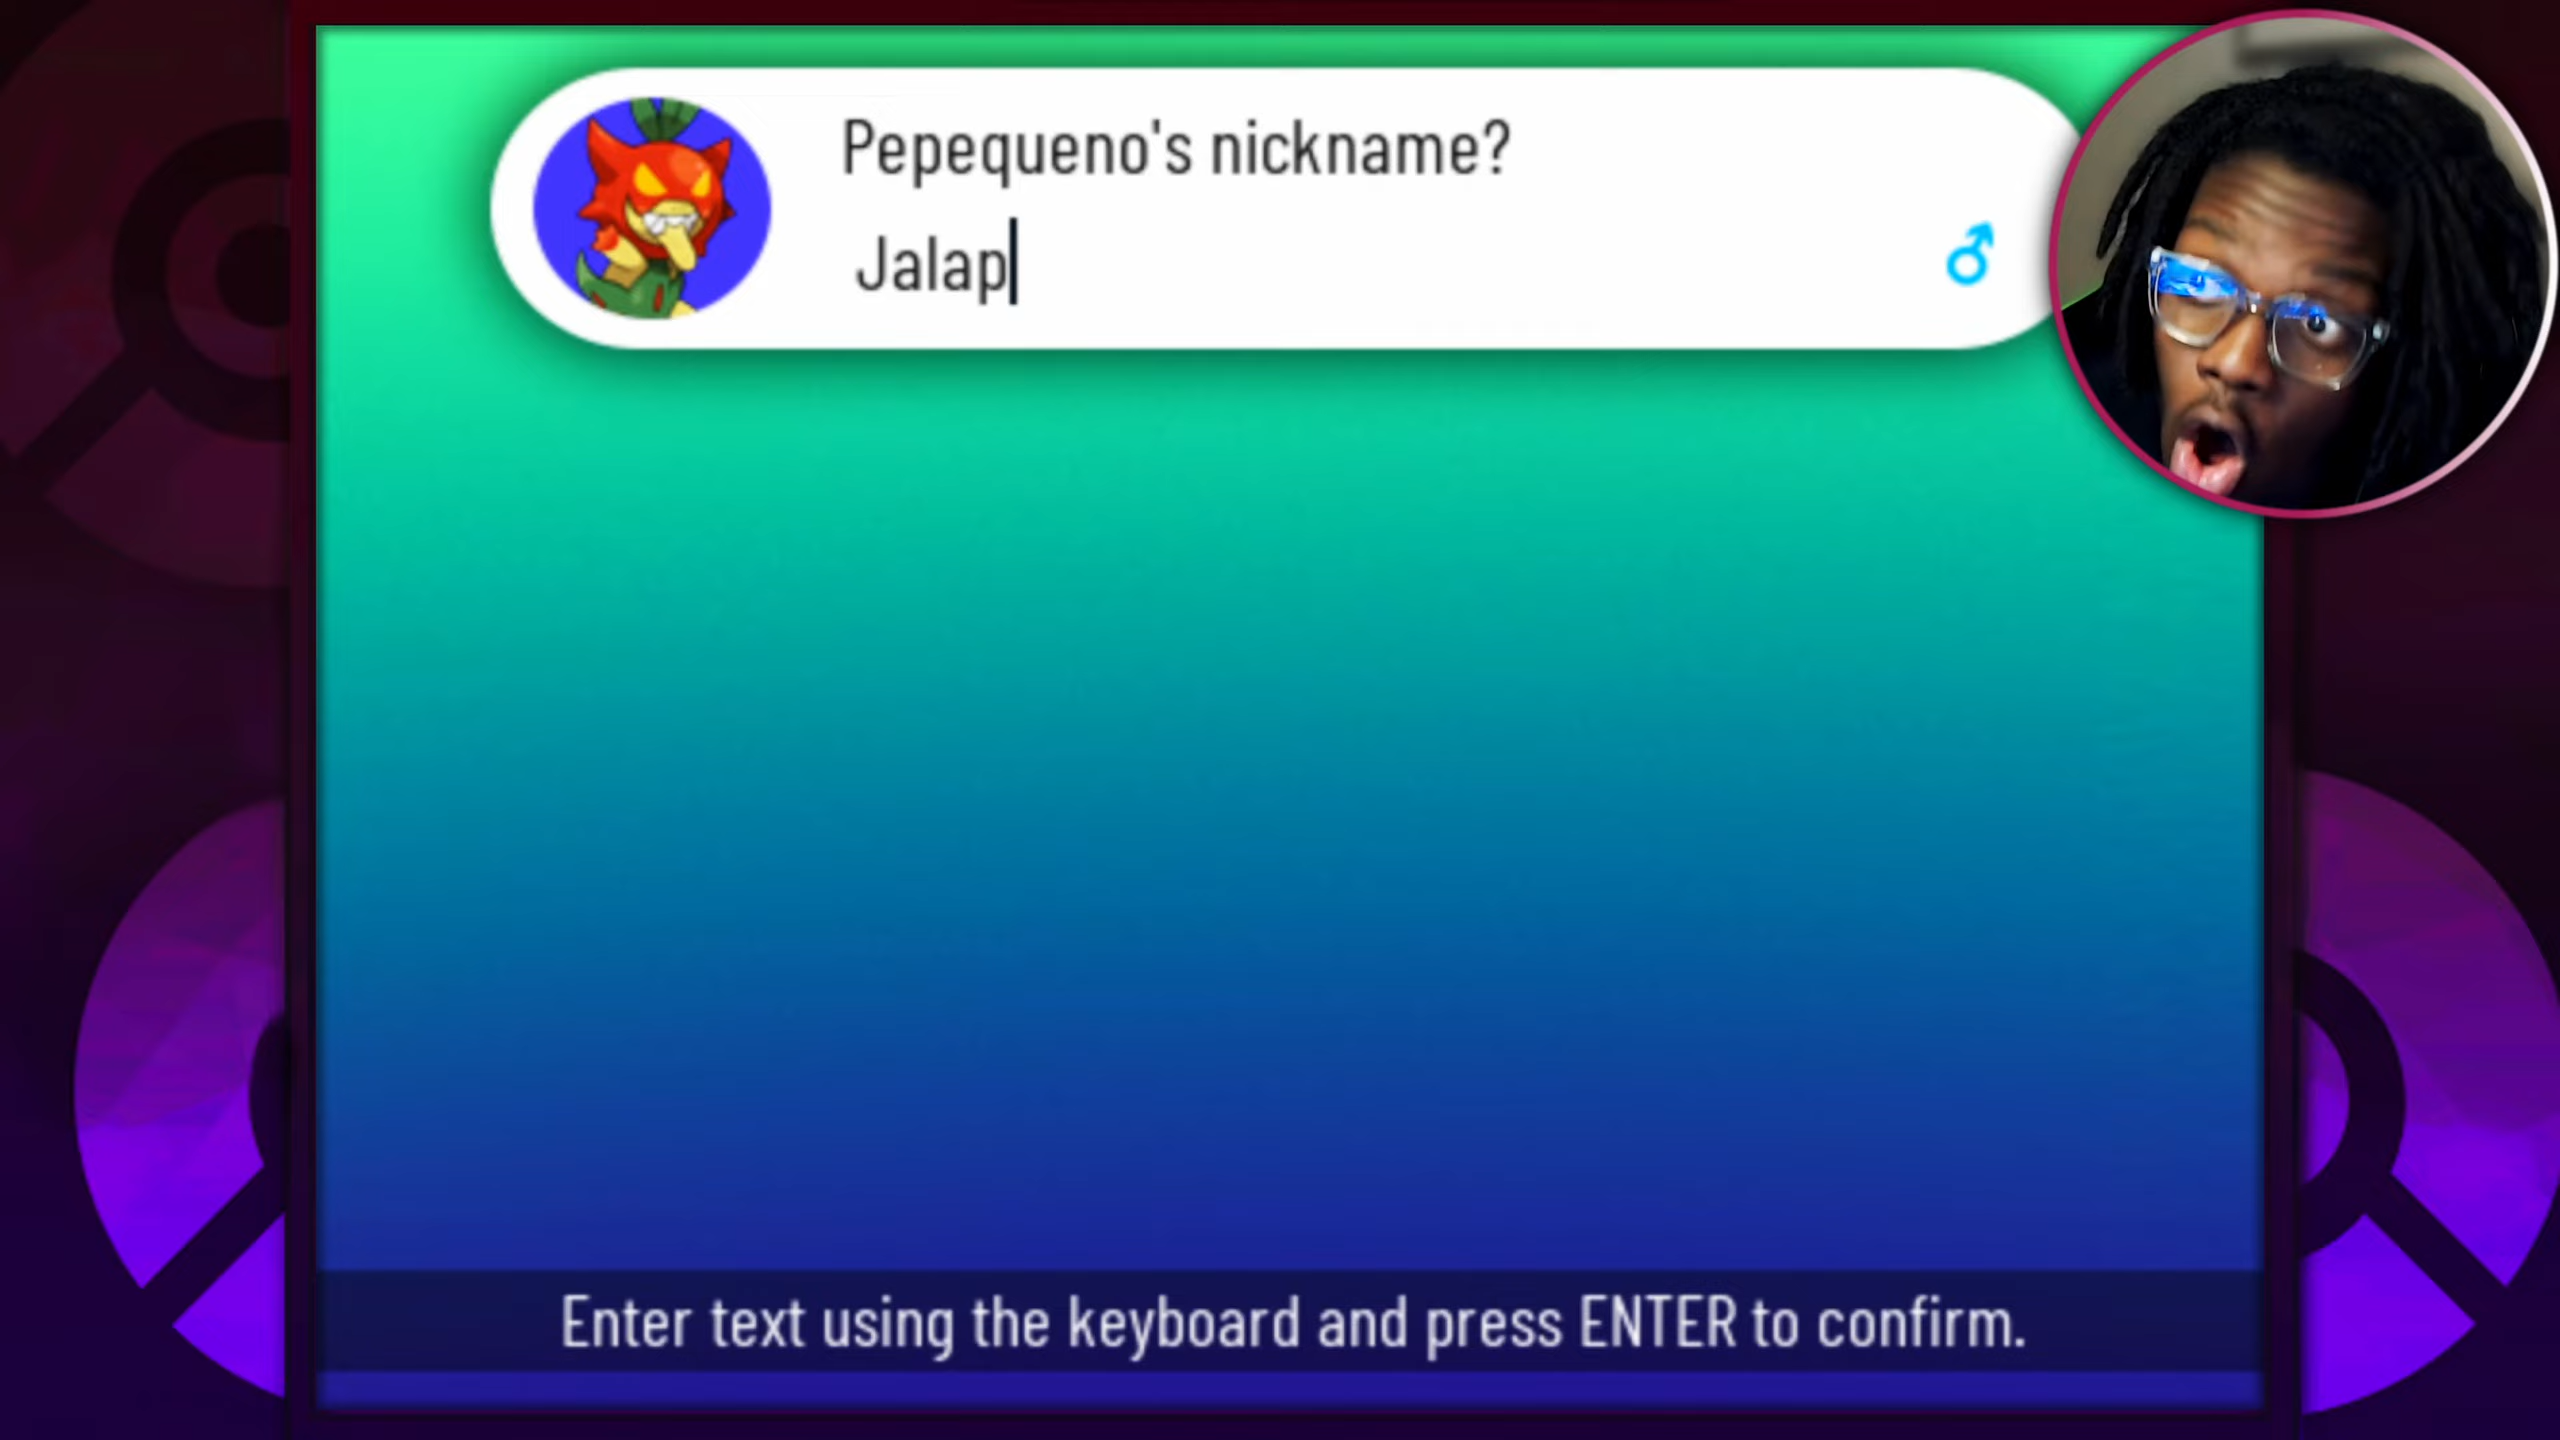 Pepequeno's nickname?
Jalap
Enter text using the keyboard and press ENTER to confirm.